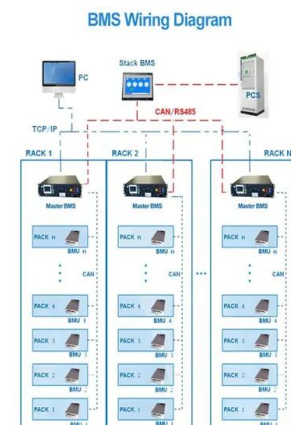 BMS Wiring Diagram
Stack BMS
PC
PCS
CAN/RS485
TCP/IP
RACK 1
RACK 2
RACK N
Master BMS
Master BMS
Master BMS
PACK n
PACK n
PACK n
BMU n
BMU n
BMU n
CAN
CAN
CAN
PACK 4
PACK 4
PACK 4
BMU 4
BMU 4
BMU 4
PACK 3
PACK 3
PACK 3
BMU 3
BMU 3
BMU 3
PACK 2
PACK 2
PACK 2
BMU 2
BMU 2
BMU 2
PACK 1
PACK 1
PACK 1